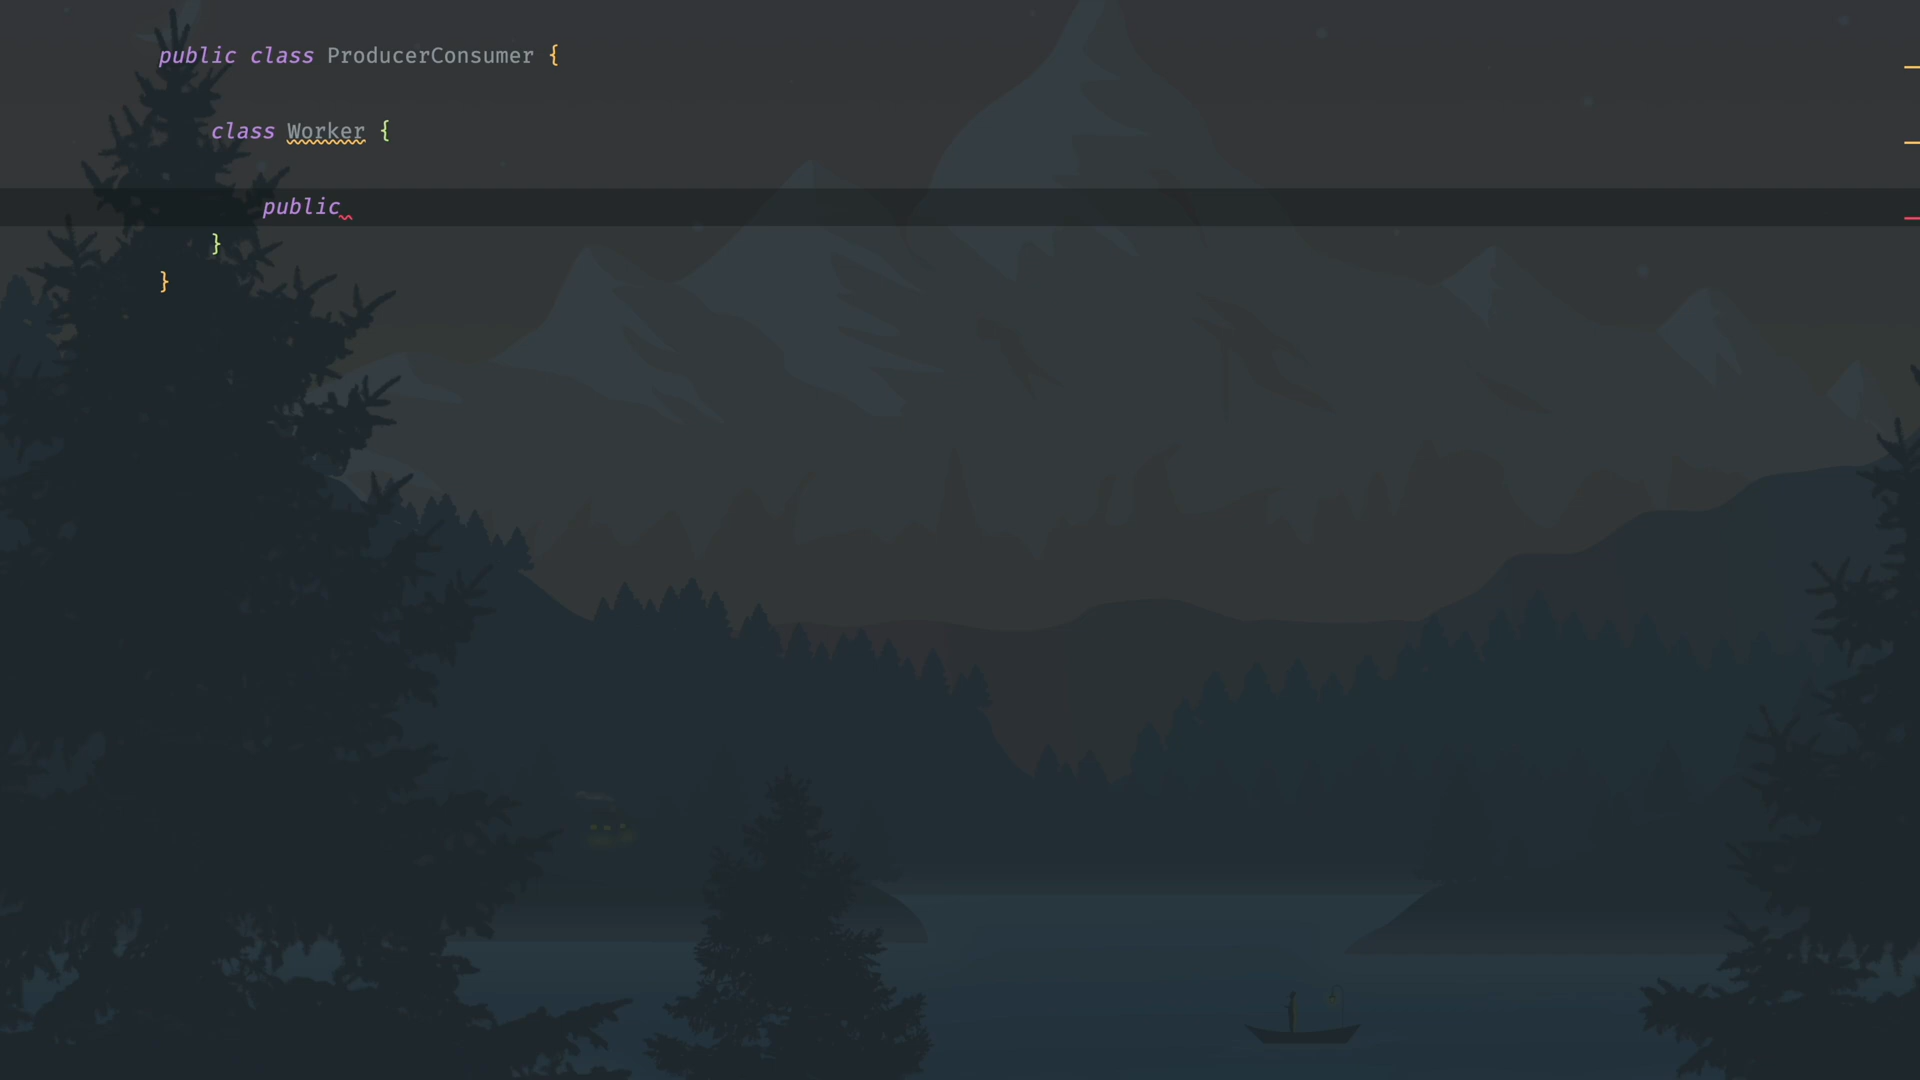 public class ProducerConsumer {
class Worker {
public
}
}